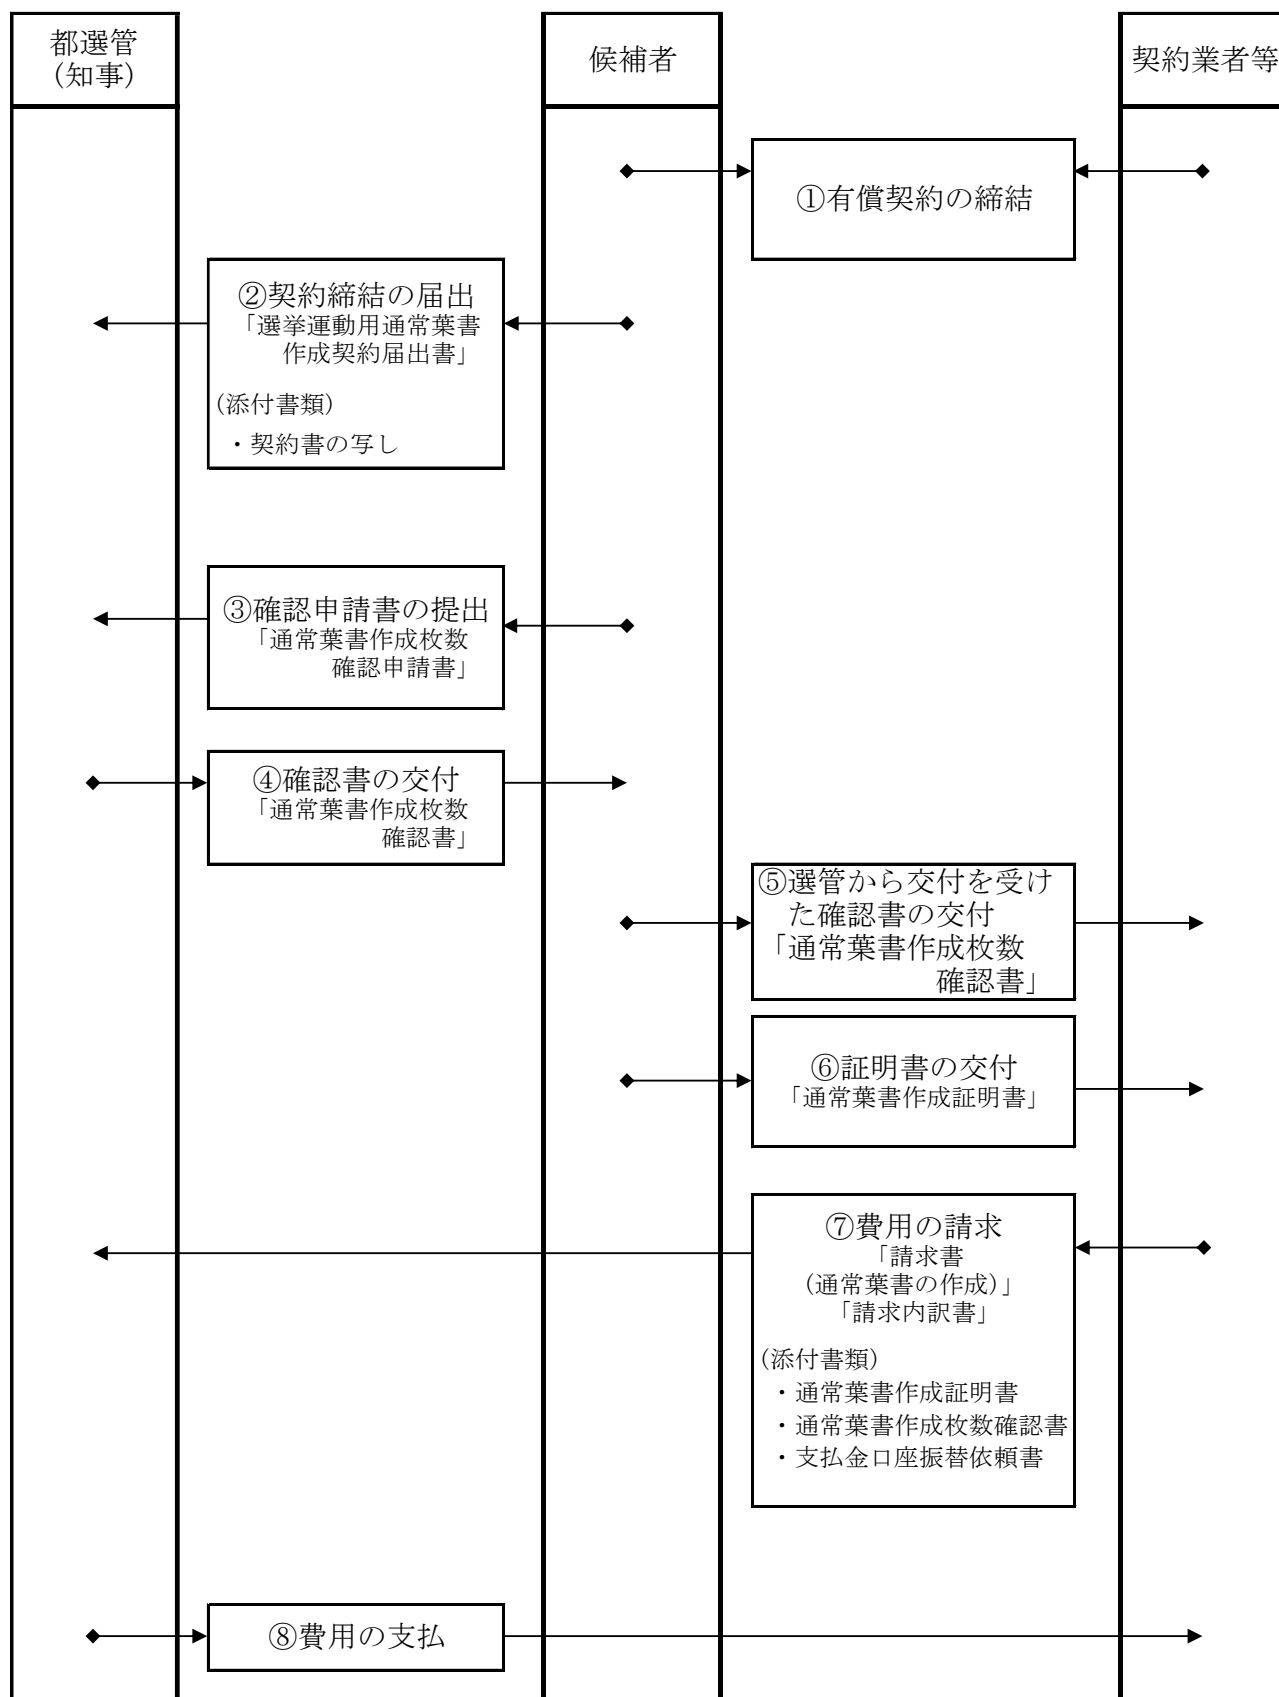 都選管
（知事）
候補者
契約業者等
①有償契約の締結
②契約締結の届出
「選挙運動用通常葉書
作成契約届出書」
（添付書類）
・契約書の写し
③確認申請書の提出
「通常葉書作成枚数
確認申請書」
④確認書の交付
「通常葉書作成枚数
確認書」
⑤選管から交付を受け
た確認書の交付
「通常葉書作成枚数
確認書」
⑥証明書の交付
「通常葉書作成証明書」
⑦費用の請求
「請求書
（通常葉書の作成）」
「請求内訳書」
（添付書類）
・通常葉書作成証明書
・通常葉書作成枚数確認書
・支払金口座振替依頼書
⑧費用の支払